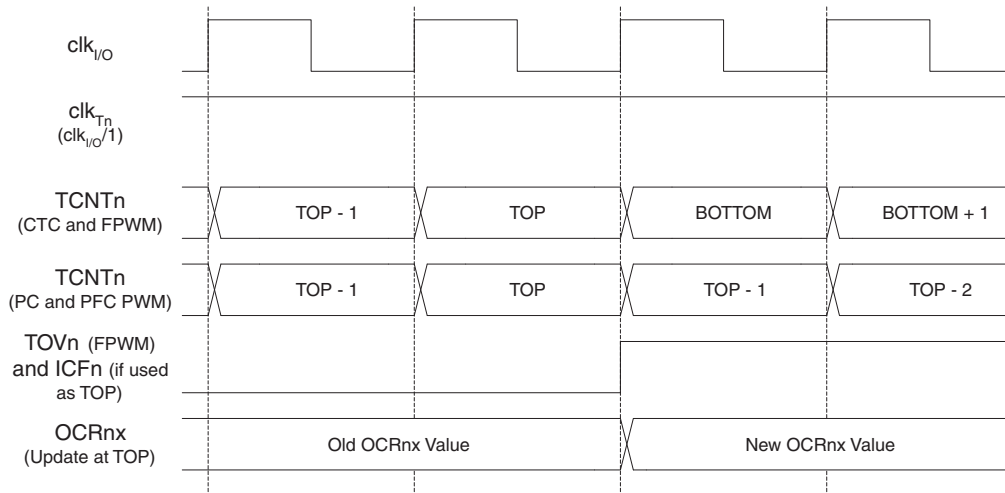 clkI/O
clkTn
(clkI/O/1)
TCNTn
(CTC and FPWM)
TOP - 1 TOP BOTTOM BOTTOM + 1
TCNTn
(PC and PFC PWM)
TOP - 1 TOP TOP - 1 TOP - 2
TOVn (FPWM)
and ICFn (if used
as TOP)
OCRnx
(Update at TOP)
Old OCRnx Value New OCRnx Value